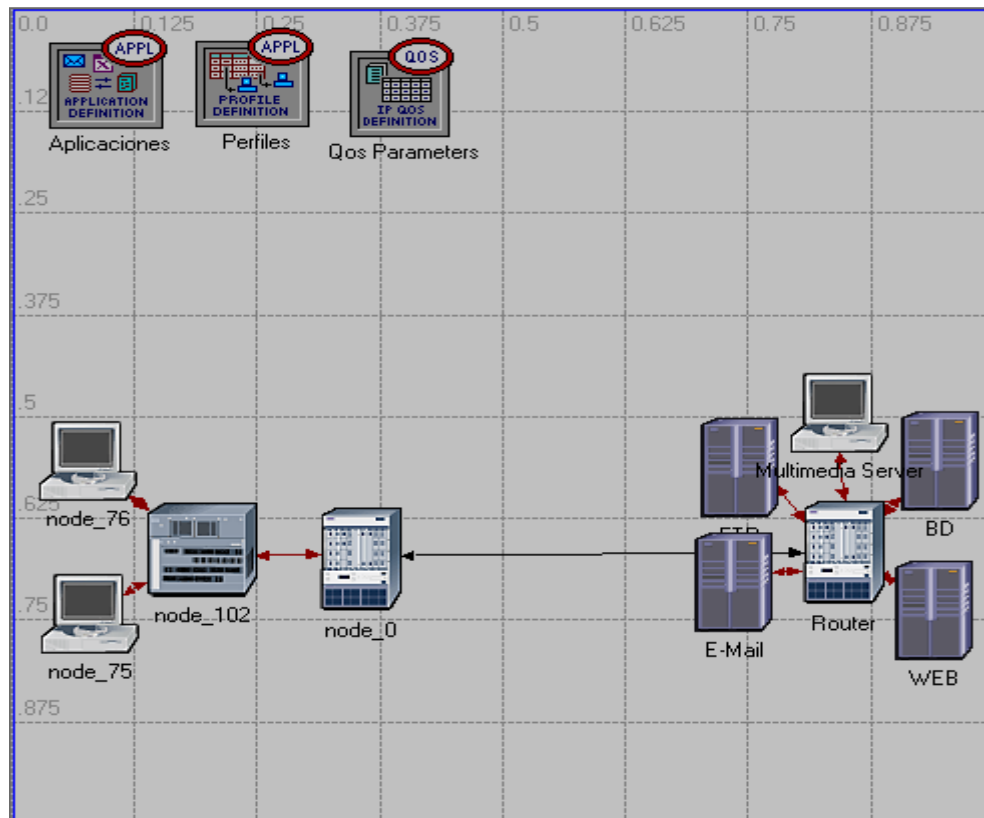 0.0 0.125 0.25 0.375 0.5 0.625 0.75 0.875
APPL APPL QOS
APPLICATION DEFINITION
PROFILE DEFINITION
IP QOS DEFINITION
.12
Aplicaciones
Perfiles
Qos Parameters
.25
.375
.5
Multimedia Server
.625
node_76
BD
.75
node_102
node_0
Router
node_75
E-Mail
WEB
.875